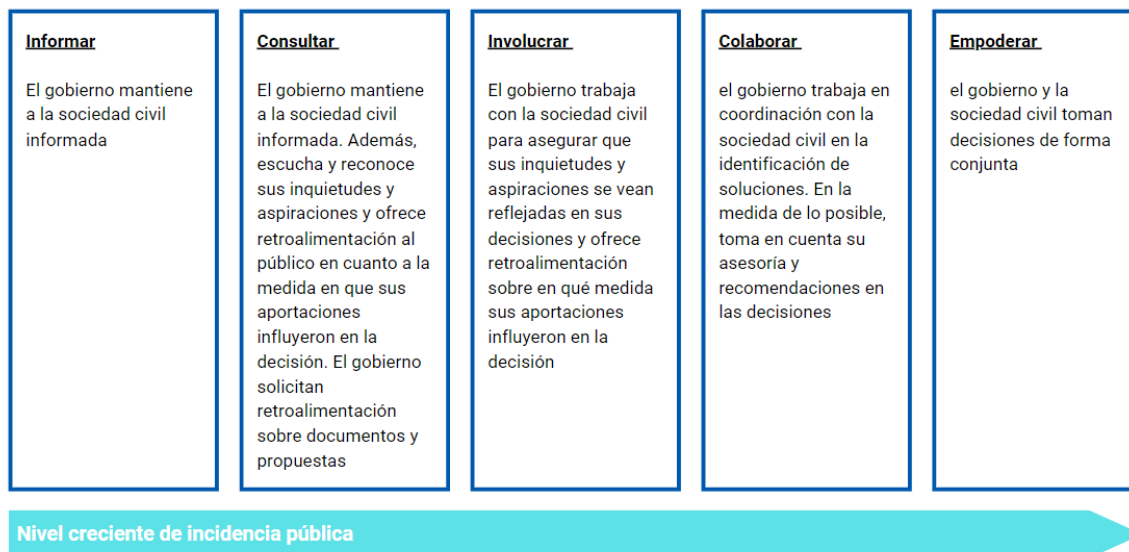 Informar
El gobierno mantiene
a la sociedad civil
informada
Consultar
El gobierno mantiene
a la sociedad civil
informada. Además,
escucha y reconoce
sus inquietudes y
aspiraciones y ofrece
retroalimentación al
público en cuanto a la
medida en que sus
aportaciones
influyeron en la
decisión. El gobierno
solicitan
retroalimentación
sobre documentos y
propuestas
Involucrar
El gobierno trabaja
con la sociedad civil
para asegurar que
sus inquietudes y
aspiraciones se vean
reflejadas en sus
decisiones y ofrece
retroalimentación
sobre en qué medida
sus aportaciones
influyeron en la
decisión
Colaborar
el gobierno trabaja en
coordinación con la
sociedad civil en la
identificación de
soluciones. En la
medida de lo posible,
toma en cuenta su
asesoría y
recomendaciones en
las decisiones
Empoderar
el gobierno y la
sociedad civil toman
decisiones de forma
conjunta
Nivel creciente de incidencia pública